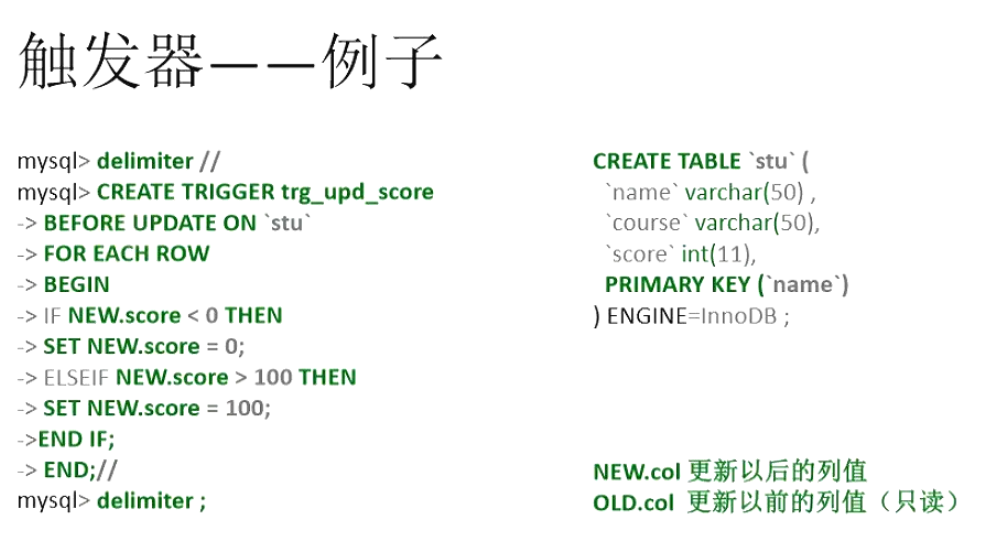 触发器——例子
mysql> delimiter //
mysql> CREATE TRIGGER trg_upd_score
-> BEFORE UPDATE ON `stu`
-> FOR EACH ROW
-> BEGIN
-> IF NEW.score < 0 THEN
-> SET NEW.score = 0;
-> ELSEIF NEW.score > 100 THEN
-> SET NEW.score = 100;
->END IF;
-> END;//
mysql> delimiter ;
CREATE TABLE `stu` (
`name` varchar(50) ,
`course` varchar(50),
`score` int(11),
PRIMARY KEY (`name`)
) ENGINE=InnoDB ;
NEW.col 更新以后的列值
OLD.col 更新以前的列值（只读）